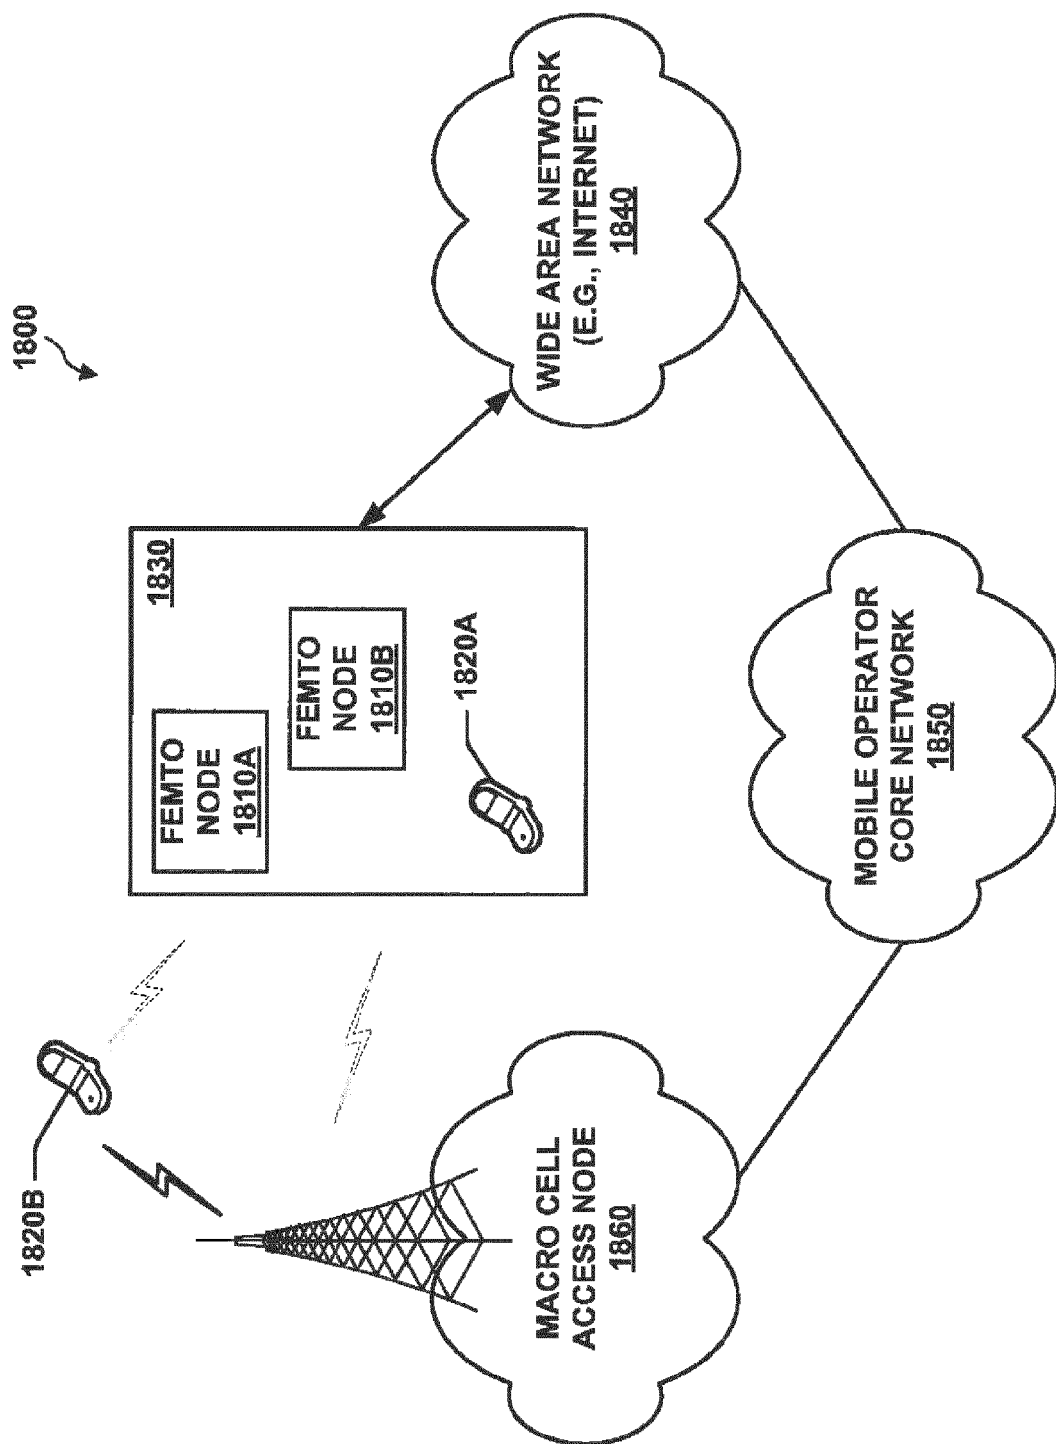 1800
1820B
FEMTO
NODE
1810A
1830
FEMTO
NODE
1810B
1820A
MACRO CELL
ACCESS NODE
1860
WIDE AREA NETWORK
(E.G., INTERNET)
1840
MOBILE OPERATOR
CORE NETWORK
1850